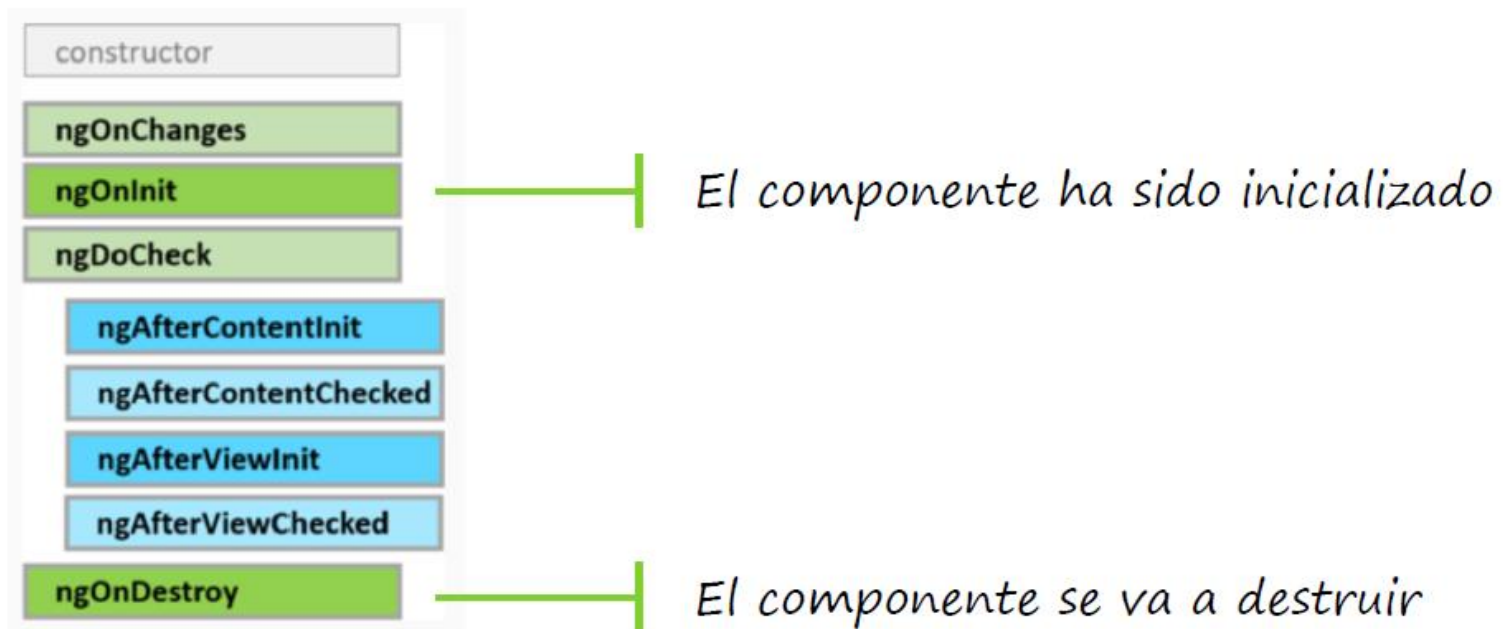 constructor
ngOnChanges
ngOnInit
El componente ha sido inicializado
ngDoCheck
ngAfterContentInit
ngAfterContentChecked
ngAfterViewInit
ngAfterViewChecked
ngOnDestroy
El componente se va a destruir